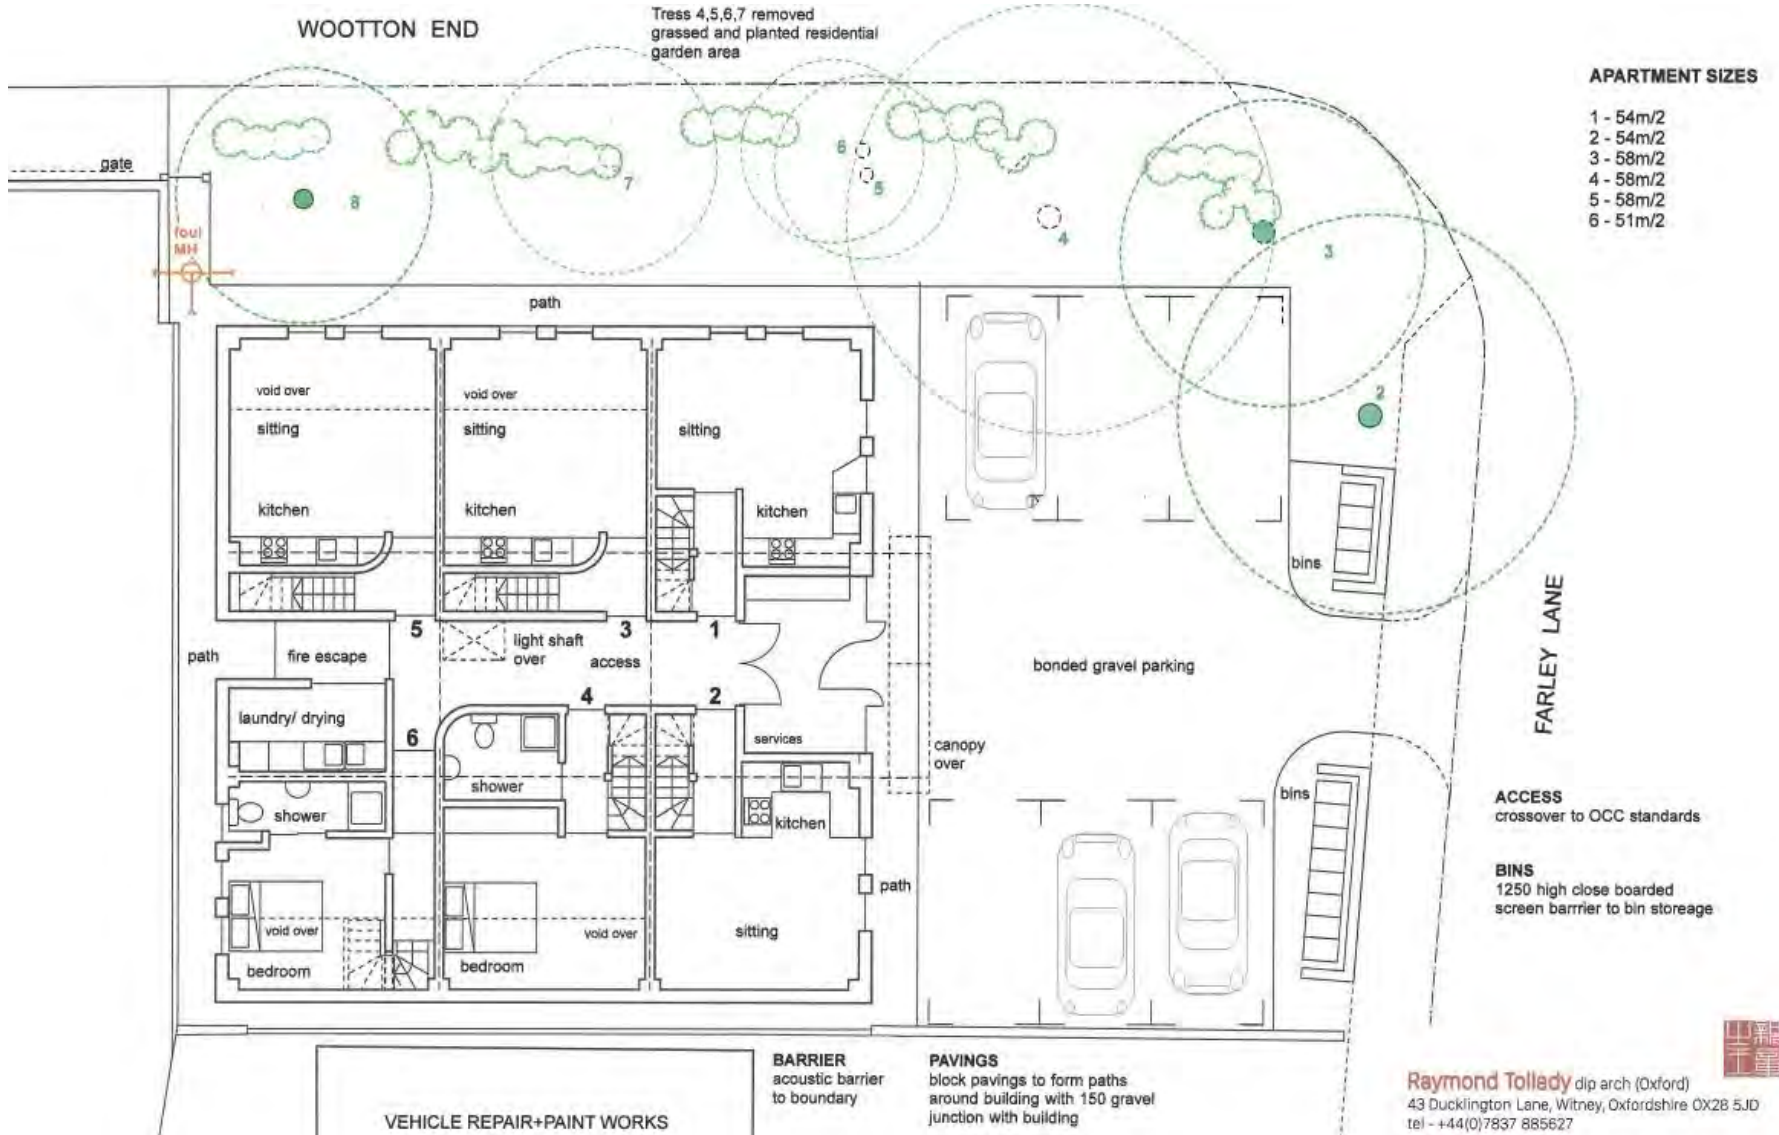 WOOTTON END
Tress 4,5,6,7 removed
grassed and planted residential
garden area
APARTMENT SIZES
1 - 54m/2
2 - 54m/2
3 - 58m/2
4 - 58m/2
5 - 58m/2
6 - 51m/2
gate
8
7
6
5
4
3
2
foul
MH
path
void over
sitting
kitchen
void over
sitting
kitchen
sitting
kitchen
5
3
1
light shaft
over
access
path
fire escape
laundry/ drying
6
4
2
services
shower
shower
kitchen
canopy
over
void over
bedroom
void over
bedroom
sitting
path
bonded gravel parking
bins
bins
FARLEY LANE
ACCESS
crossover to OCC standards
BINS
1250 high close boarded
screen barrrier to bin storeage
VEHICLE REPAIR+PAINT WORKS
BARRIER
acoustic barrier
to boundary
PAVINGS
block pavings to form paths
around building with 150 gravel
junction with building
Raymond Tollady dip arch (Oxford)
43 Ducklington Lane, Witney, Oxfordshire OX28 5JD
tel - +44(0)7837 885627